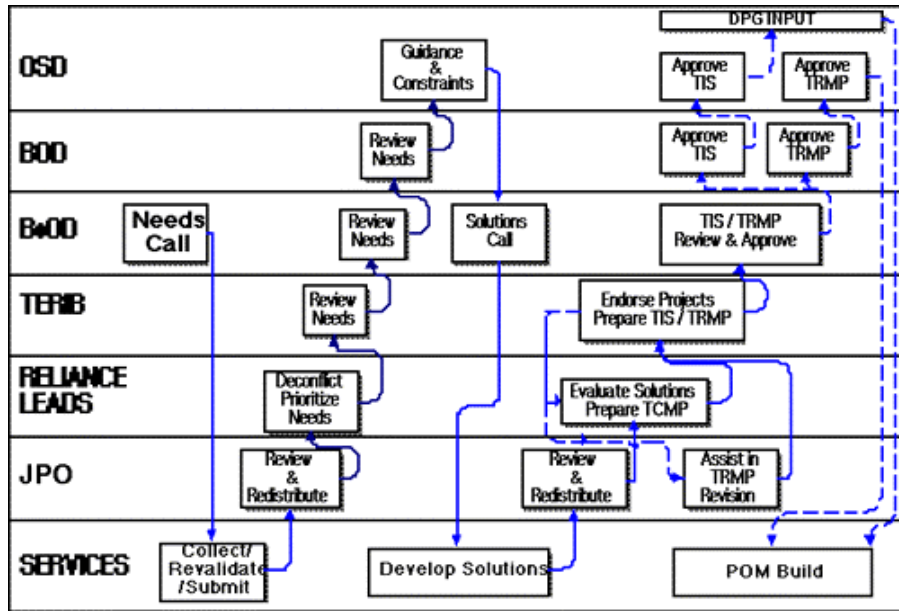 DPG INPUT
OSD
Guidance
&
Constraints
Approve
TIS
Approve
TRMP
BOD
Review
Needs
Approve
TIS
Approve
TRMP
BoOD
Needs
Call
Review
Needs
Solutions
Call
TIS / TRMP
Review & Approve
TERIB
Review
Needs
Endorse Projects
Prepare TIS / TRMP
RELIANCE
LEADS
Deconflict
Prioritize
Needs
Evaluate Solutions
Prepare TCMP
JPO
Review
&
Redistribute
Review
&
Redistribute
Assist in
TRMP
Revision
SERVICES
Collect/
Revalidate
/Submit
Develop Solutions
POM Build